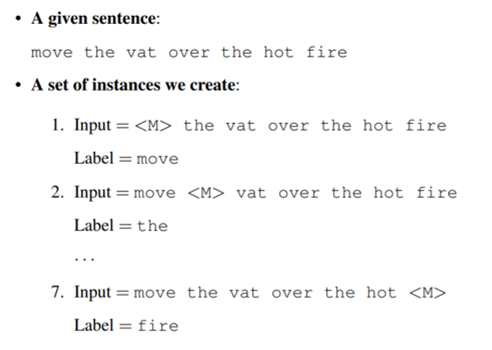 • A given sentence:
move the vat over the hot fire
• A set of instances we create:
1. Input = <M> the vat over the hot fire
Label = move
2. Input = move <M> vat over the hot fire
Label = the
...
7. Input = move the vat over the hot <M>
Label = fire